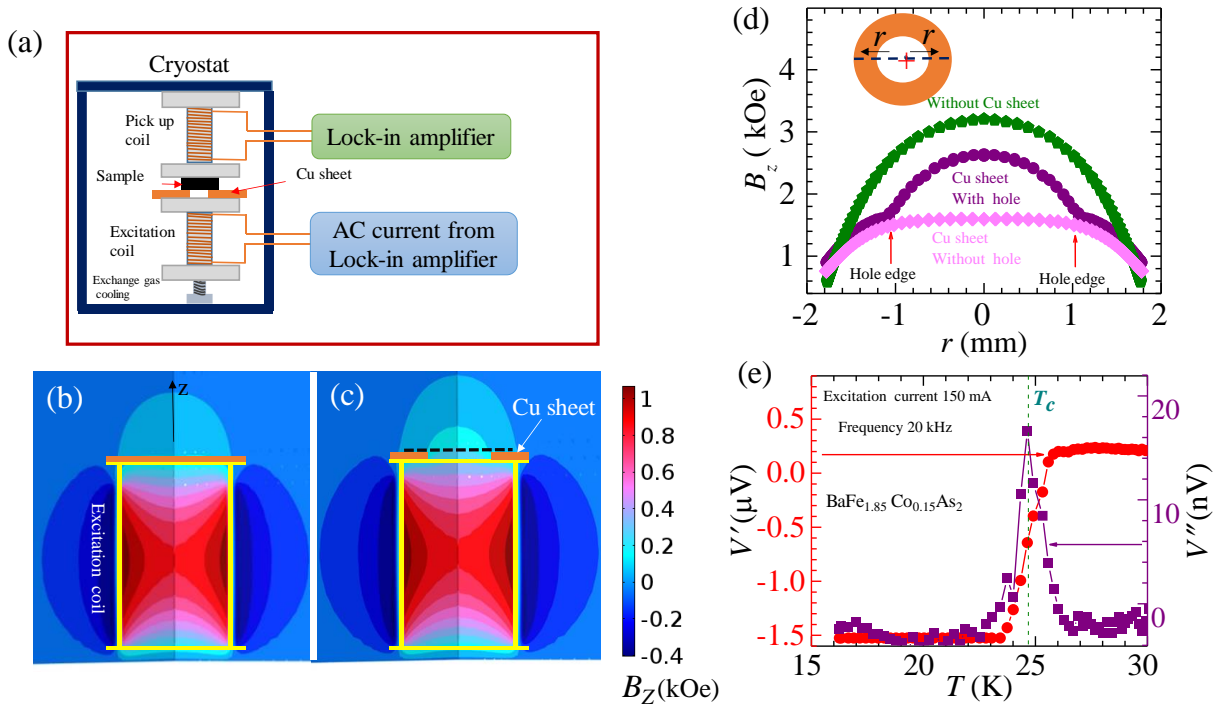 (a)
Cryostat
Pick up
coil
Lock-in amplifier
Sample
Cu sheet
Excitation
coil
AC current from
Lock-in amplifier
Exchange gas
cooling
(b)
z
Excitation coil
(c)
Cu sheet
1
0.8
0.6
0.4
0.2
0
-0.2
-0.4
B_Z (kOe)
(d)
r r
Without Cu sheet
Cu sheet
With hole
Cu sheet
Without hole
Hole edge
Hole edge
4
3
2
1
B_z ( kOe)
-2 -1 0 1 2
r (mm)
(e)
Excitation current 150 mA
T_c
Frequency 20 kHz
BaFe₁.₈₅ Co₀.₁₅As₂
0.5
0.0
-0.5
-1.0
-1.5
V′(μV)
20
10
0
V″(nV)
15 20 25 30
T (K)